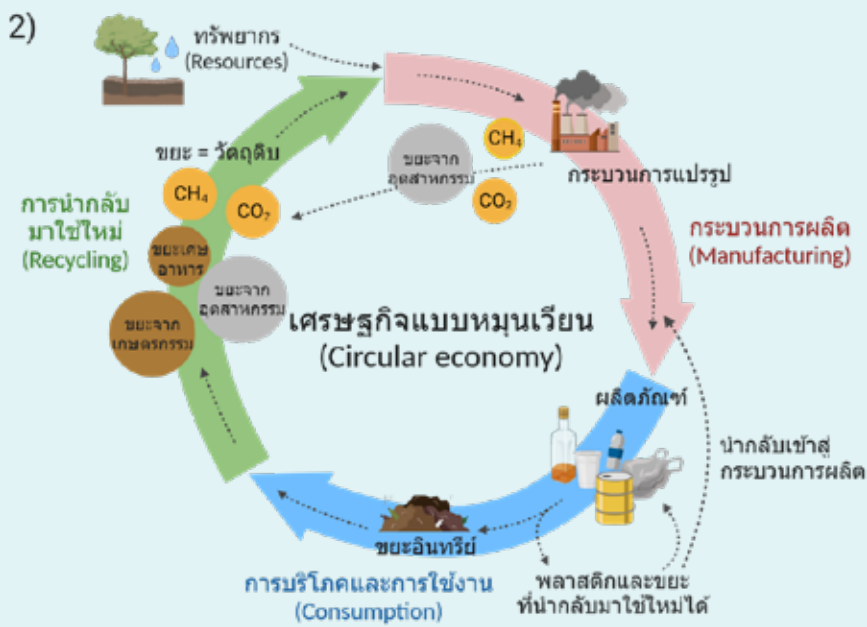 2)
ทรัพยากร
(Resources)
ขยะ = วัตถุดิบ
CH₄
CO₂
ขยะจาก
อุตสาหกรรม
CH₄
CO₂
กระบวนการแปรรูป
การนำกลับ
มาใช้ใหม่
(Recycling)
กระบวนการผลิต
(Manufacturing)
ขยะเศษ
อาหาร
ขยะจาก
อุตสาหกรรม
ขยะจาก
เกษตรกรรม
เศรษฐกิจแบบหมุนเวียน
(Circular economy)
ผลิตภัณฑ์
นำกลับเข้าสู่
กระบวนการผลิต
ขยะอินทรีย์
การบริโภคและการใช้งาน
(Consumption)
พลาสติกและขยะ
ที่นำกลับมาใช้ใหม่ได้